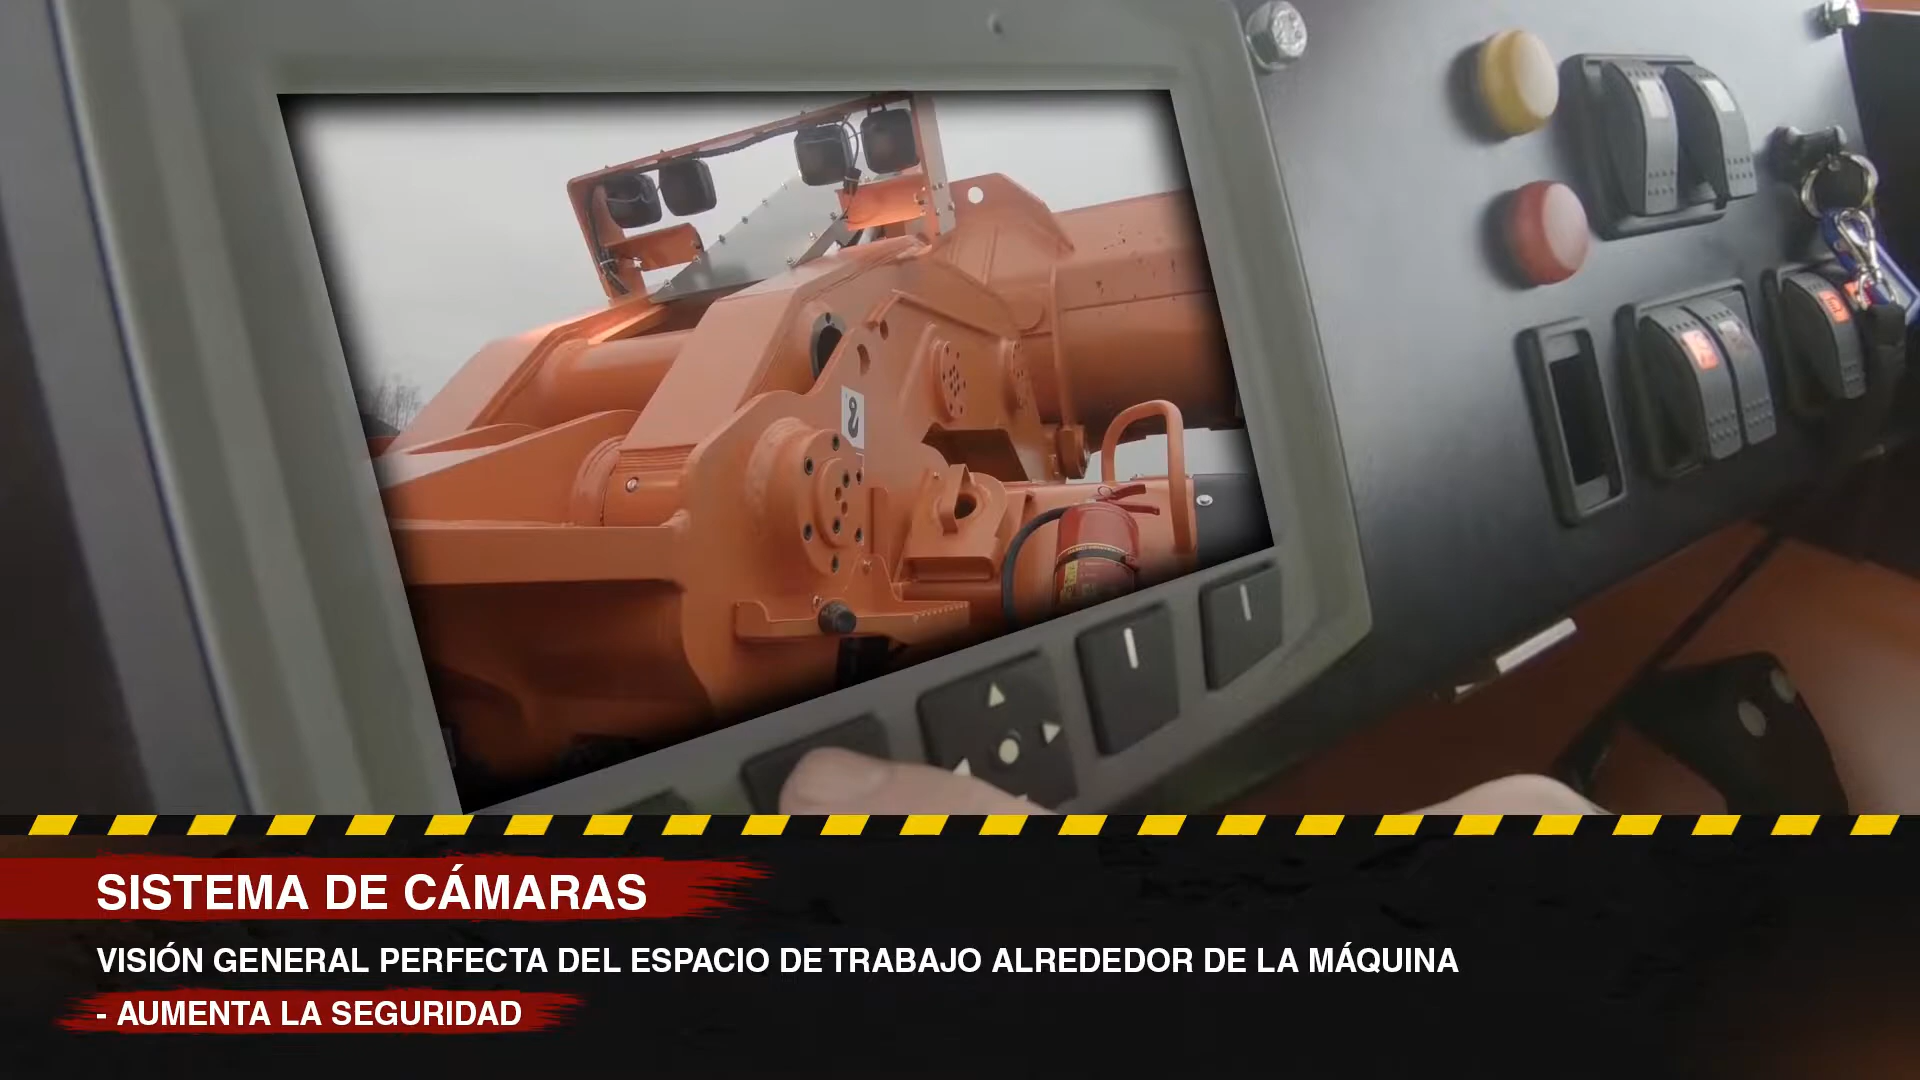 SISTEMA DE CÁMARAS
VISIÓN GENERAL PERFECTA DEL ESPACIO DE TRABAJO ALREDEDOR DE LA MÁQUINA
- AUMENTA LA SEGURIDAD